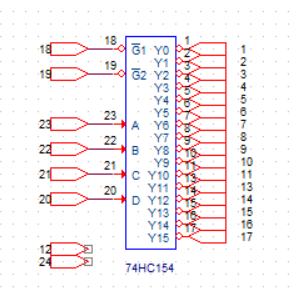 18 18 G1 Y0 1 1
Y1 2 2
19 19 G2 Y2 3 3
Y3 4 4
Y4 5 5
Y5 6 6
23 23 A Y6 7 7
Y7 8 8
22 22 B Y8 9 9
Y9 10 10
21 21 C Y10 11 11
Y11 13 13
20 20 D Y12 14 14
Y13 15 15
Y14 16 16
Y15 17 17
12
24
74HC154